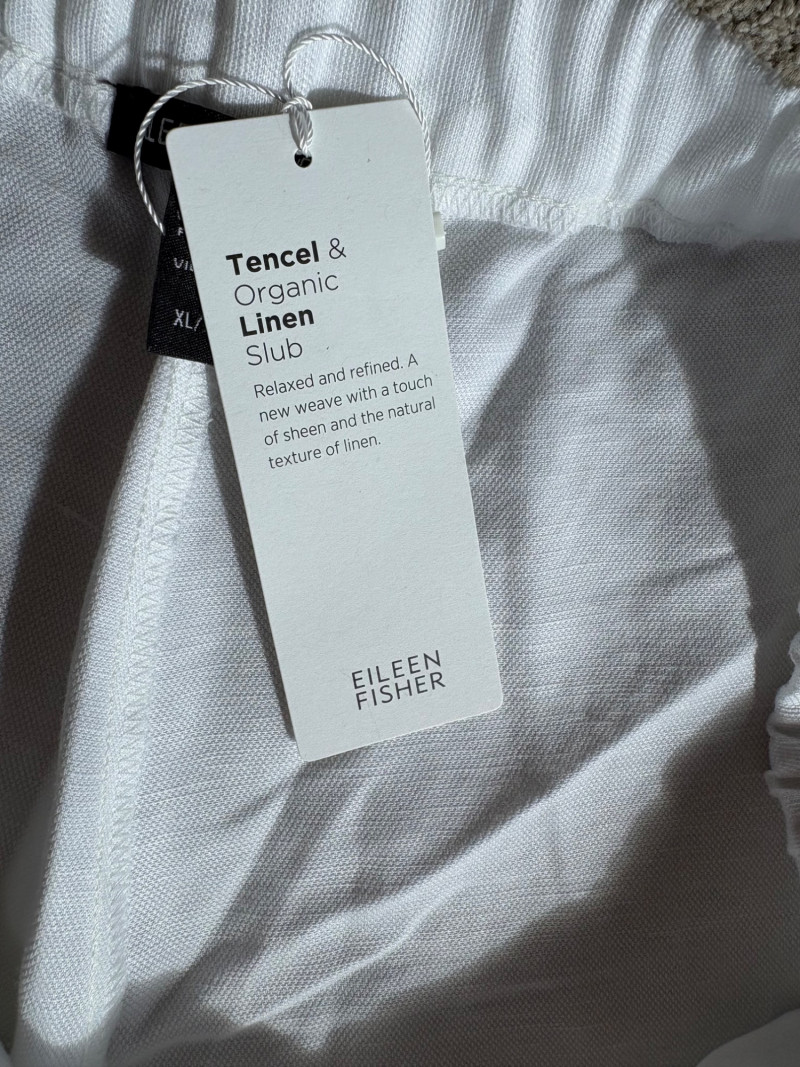 Tencel &
Organic
Linen
Slub
Relaxed and refined. A
new weave with a touch
of sheen and the natural
texture of linen.
EILEEN
FISHER
XL/